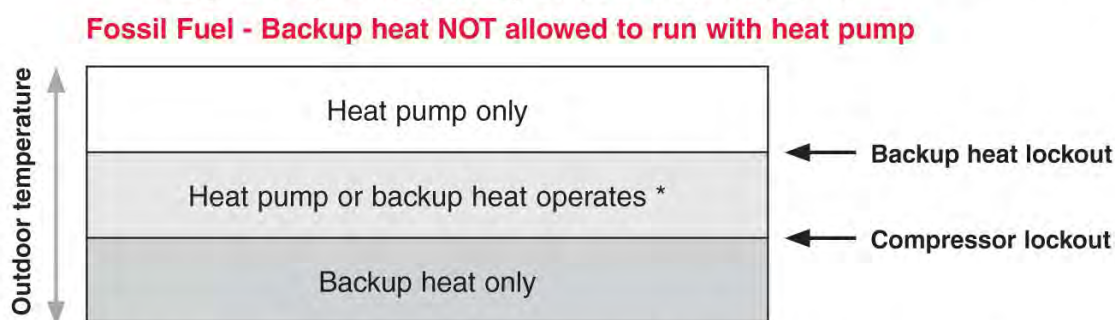 Fossil Fuel - Backup heat NOT allowed to run with heat pump
Outdoor temperature
Heat pump only
Backup heat lockout
Heat pump or backup heat operates *
Compressor lockout
Backup heat only